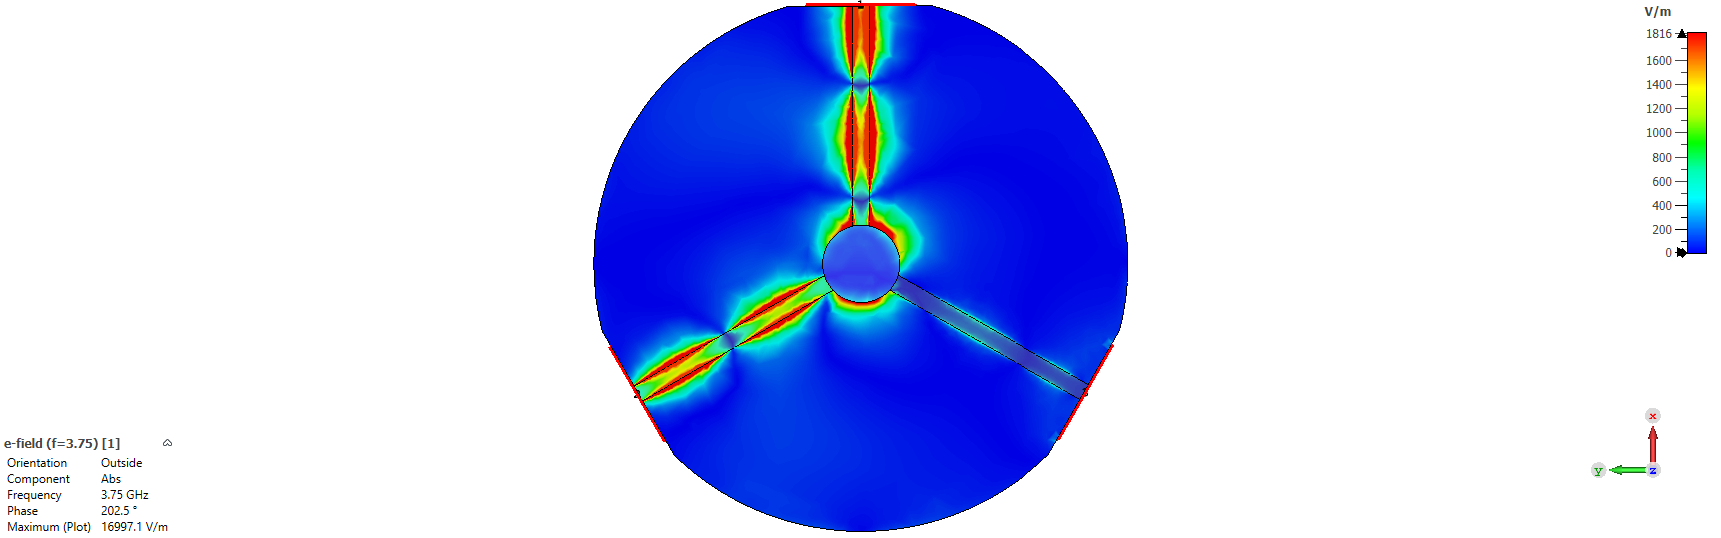 1
V/m
1816
1600
1400
1200
1000
800
600
400
200
0
e-field (f=3.75) [1]
Orientation Outside
Component Abs
Frequency 3.75 GHz
Phase 202.5 °
Maximum (Plot) 16997.1 V/m
x
y
z